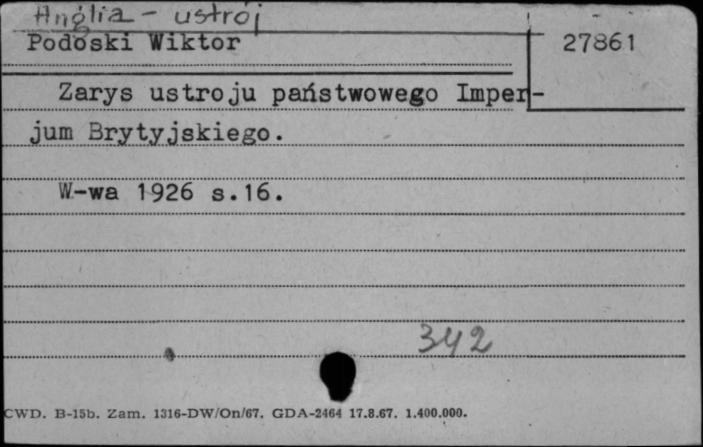 Anglia - ustrój
Podoski Wiktor
27861
Zarys ustroju państwowego Imper-
jum Brytyjskiego.
W-wa 1926 s.16.
342
CWD. B-15b. Zam. 1316-DW/On/67. GDA-2464 17.8.67. 1.400.000.